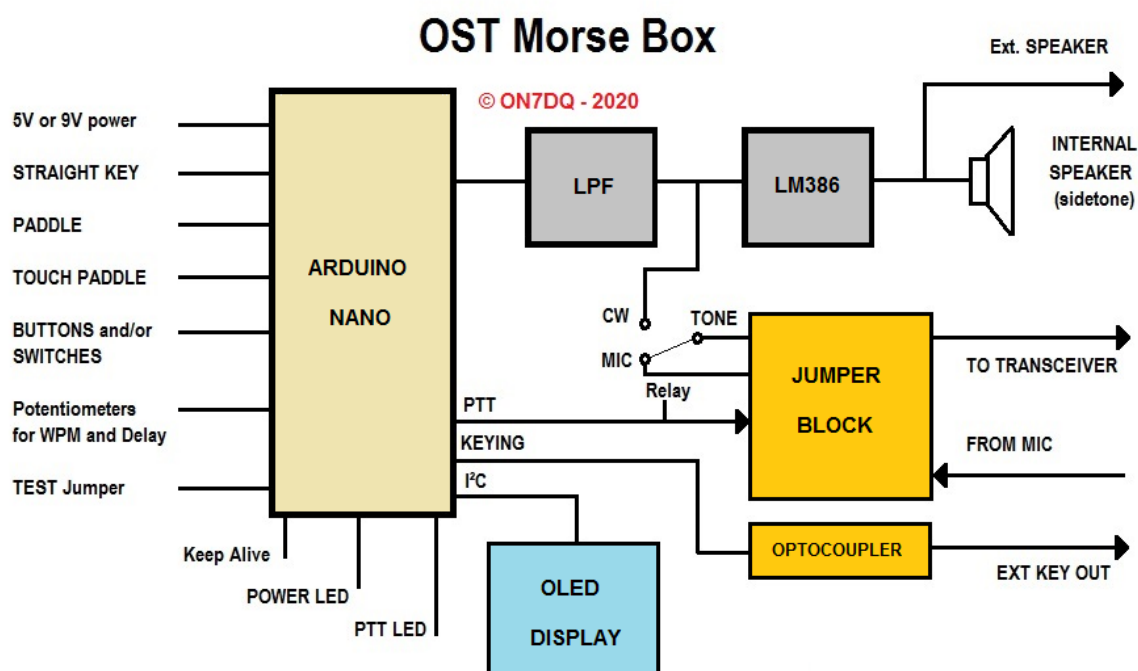 OST Morse Box
© ON7DQ - 2020
Ext. SPEAKER
5V or 9V power
STRAIGHT KEY
PADDLE
TOUCH PADDLE
BUTTONS and/or
SWITCHES
Potentiometers
for WPM and Delay
TEST Jumper
ARDUINO
NANO
LPF
LM386
INTERNAL
SPEAKER
(sidetone)
CW
TONE
MIC
Relay
PTT
KEYING
I²C
JUMPER
BLOCK
TO TRANSCEIVER
FROM MIC
OPTOCOUPLER
EXT KEY OUT
Keep Alive
POWER LED
PTT LED
OLED
DISPLAY